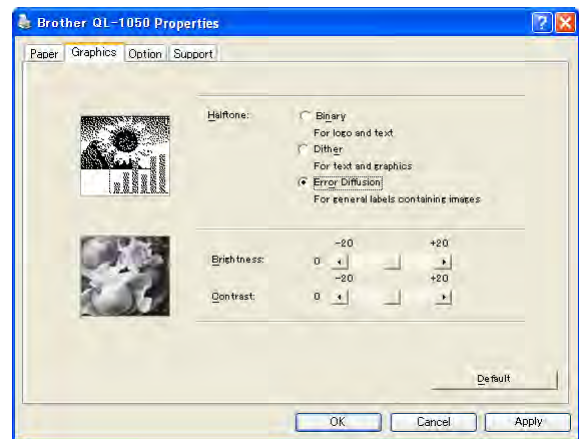 Brother QL-1050 Properties
Paper Graphics Option Support
Halftone: Binary
For logo and text
Dither
For text and graphics
Error Diffusion
For general labels containing images
-20 +20
Brightness: 0
-20 +20
Contrast: 0
Default
OK Cancel Apply